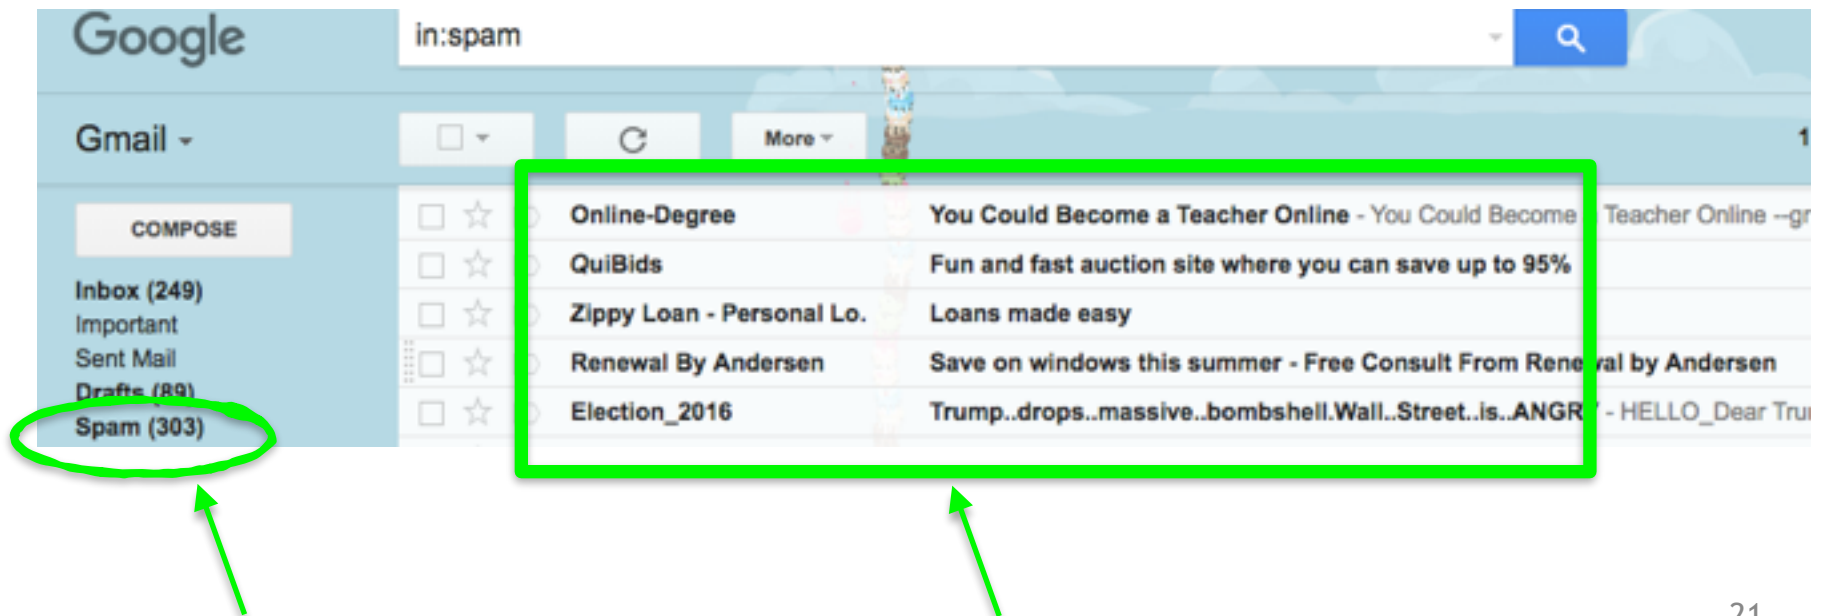 Google
in:spam
Gmail
More
1
COMPOSE
Inbox (249)
Important
Sent Mail
Drafts (89)
Spam (303)
Online-Degree You Could Become a Teacher Online - You Could Become Teacher Online --gr
QuiBids Fun and fast auction site where you can save up to 95%
Zippy Loan - Personal Lo. Loans made easy
Renewal By Andersen Save on windows this summer - Free Consult From Renewal by Andersen
Election_2016 Trump..drops..massive..bombshell.Wall..Street..is..ANGRY - HELLO_Dear Tru
21